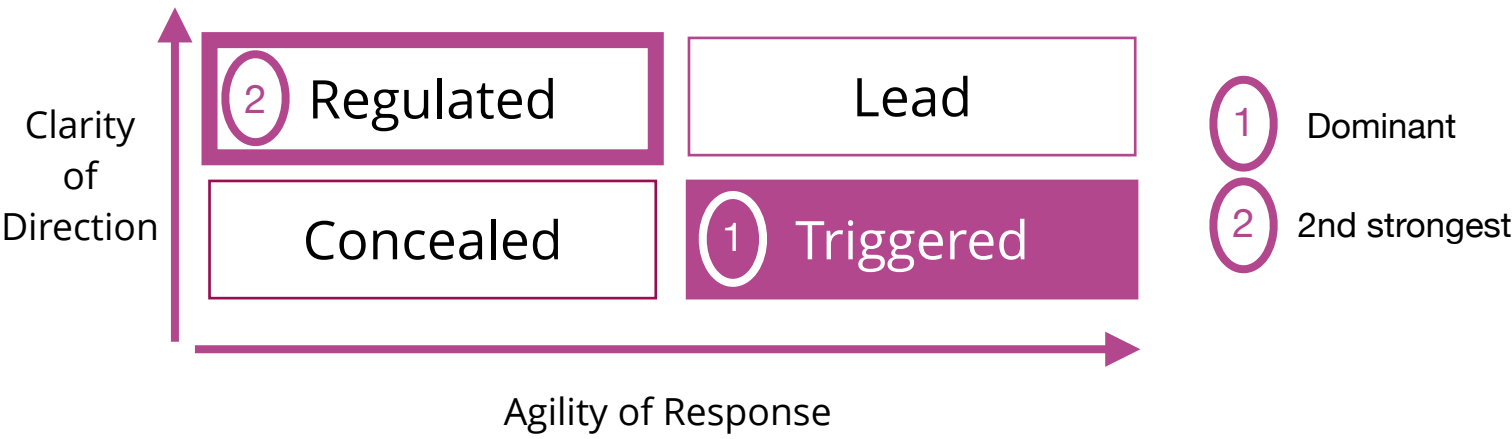 Clarity
of
Direction
2 Regulated
Lead
Concealed
1 Triggered
Agility of Response
1 Dominant
2 2nd strongest